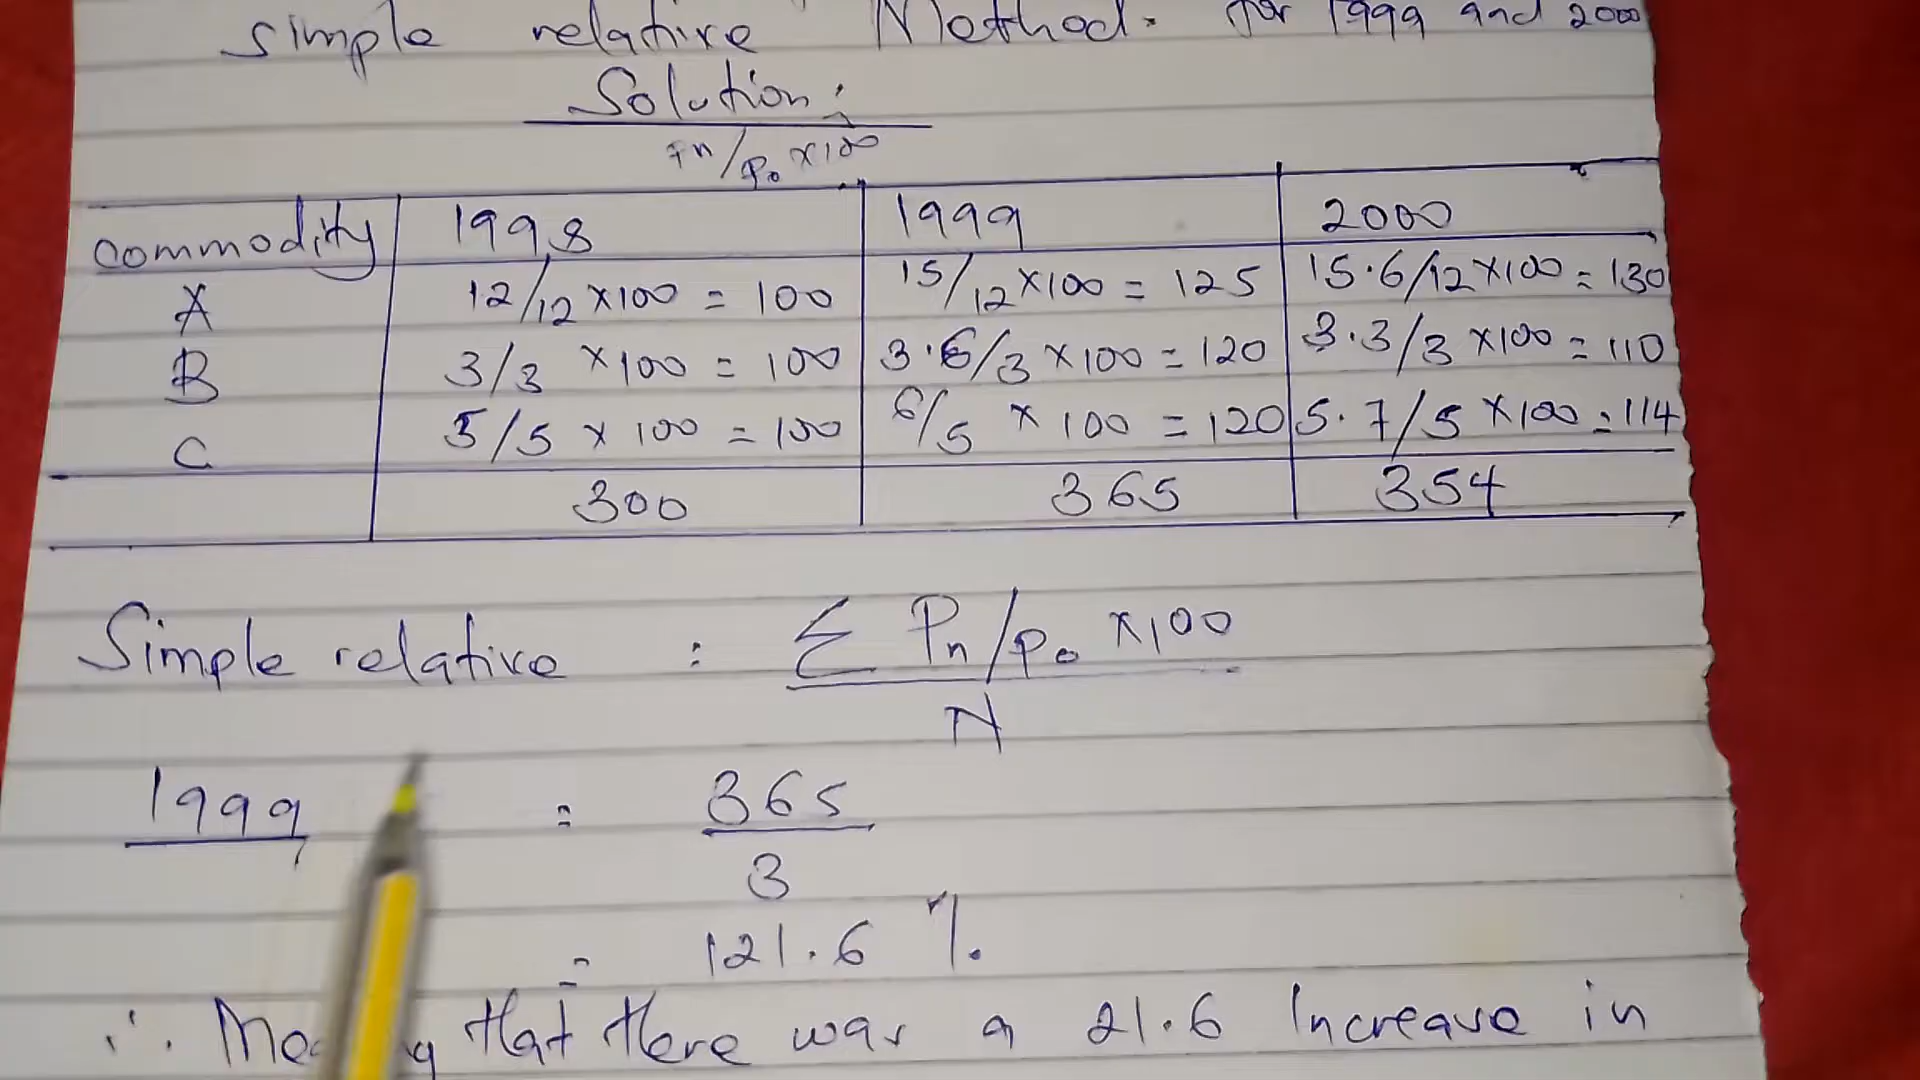 simple relative Method. for 1999 and 2000
Solution:
Pn/Po x100
commodity 1998 1999 2000
A 12/12 x100 = 100 15/12 x100 = 125 15.6/12 x100 = 130
B 3/3 x100 = 100 3.6/3 x100 = 120 3.3/3 x100 = 110
C 5/5 x 100 = 100 6/5 x 100 = 120 5.7/5 x100 = 114
300 365 354
Simple relative : Σ Pn/Po x100
N
1999 = 365
3
= 121.6 %
∴ that there was a 21.6 Increase in